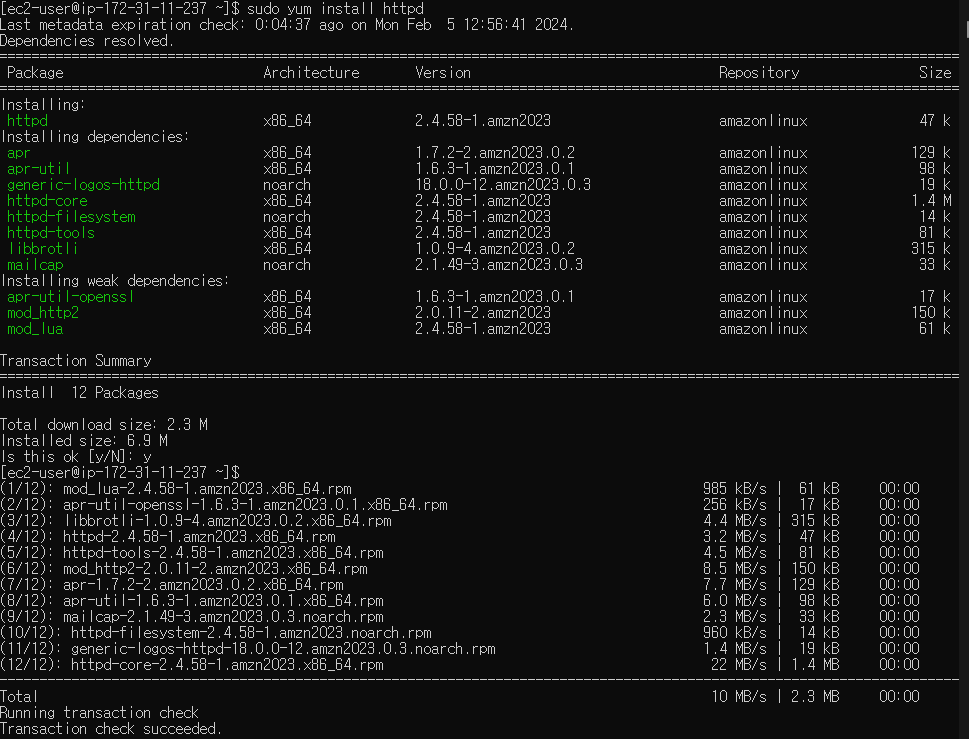 [ec2-user@ip-172-31-11-237 ~]$ sudo yum install httpd
Last metadata expiration check: 0:04:37 ago on Mon Feb  5 12:56:41 2024.
Dependencies resolved.
================================================================================
Package Architecture Version Repository Size
================================================================================
Installing:
httpd x86_64 2.4.58-1.amzn2023 amazonlinux 47 k
Installing dependencies:
apr x86_64 1.7.2-2.amzn2023.0.2 amazonlinux 129 k
apr-util x86_64 1.6.3-1.amzn2023.0.1 amazonlinux 98 k
generic-logos-httpd noarch 18.0.0-12.amzn2023.0.3 amazonlinux 19 k
httpd-core x86_64 2.4.58-1.amzn2023 amazonlinux 1.4 M
httpd-filesystem noarch 2.4.58-1.amzn2023 amazonlinux 14 k
httpd-tools x86_64 2.4.58-1.amzn2023 amazonlinux 81 k
libbrotli x86_64 1.0.9-4.amzn2023.0.2 amazonlinux 315 k
mailcap noarch 2.1.49-3.amzn2023.0.3 amazonlinux 33 k
Installing weak dependencies:
apr-util-openssl x86_64 1.6.3-1.amzn2023.0.1 amazonlinux 17 k
mod_http2 x86_64 2.0.11-2.amzn2023 amazonlinux 150 k
mod_lua x86_64 2.4.58-1.amzn2023 amazonlinux 61 k
Transaction Summary
================================================================================
Install  12 Packages
Total download size: 2.3 M
Installed size: 6.9 M
Is this ok [y/N]: y
[ec2-user@ip-172-31-11-237 ~]$
(1/12): mod_lua-2.4.58-1.amzn2023.x86_64.rpm 985 kB/s | 61 kB 00:00
(2/12): apr-util-openssl-1.6.3-1.amzn2023.0.1.x86_64.rpm 256 kB/s | 17 kB 00:00
(3/12): libbrotli-1.0.9-4.amzn2023.0.2.x86_64.rpm 4.4 MB/s | 315 kB 00:00
(4/12): httpd-2.4.58-1.amzn2023.x86_64.rpm 3.2 MB/s | 47 kB 00:00
(5/12): httpd-tools-2.4.58-1.amzn2023.x86_64.rpm 4.5 MB/s | 81 kB 00:00
(6/12): mod_http2-2.0.11-2.amzn2023.x86_64.rpm 8.5 MB/s | 150 kB 00:00
(7/12): apr-1.7.2-2.amzn2023.0.2.x86_64.rpm 7.7 MB/s | 129 kB 00:00
(8/12): apr-util-1.6.3-1.amzn2023.0.1.x86_64.rpm 6.0 MB/s | 98 kB 00:00
(9/12): mailcap-2.1.49-3.amzn2023.0.3.noarch.rpm 2.3 MB/s | 33 kB 00:00
(10/12): httpd-filesystem-2.4.58-1.amzn2023.noarch.rpm 960 kB/s | 14 kB 00:00
(11/12): generic-logos-httpd-18.0.0-12.amzn2023.0.3.noarch.rpm 1.4 MB/s | 19 kB 00:00
(12/12): httpd-core-2.4.58-1.amzn2023.x86_64.rpm 22 MB/s | 1.4 MB 00:00
--------------------------------------------------------------------------------
Total 10 MB/s | 2.3 MB 00:00
Running transaction check
Transaction check succeeded.